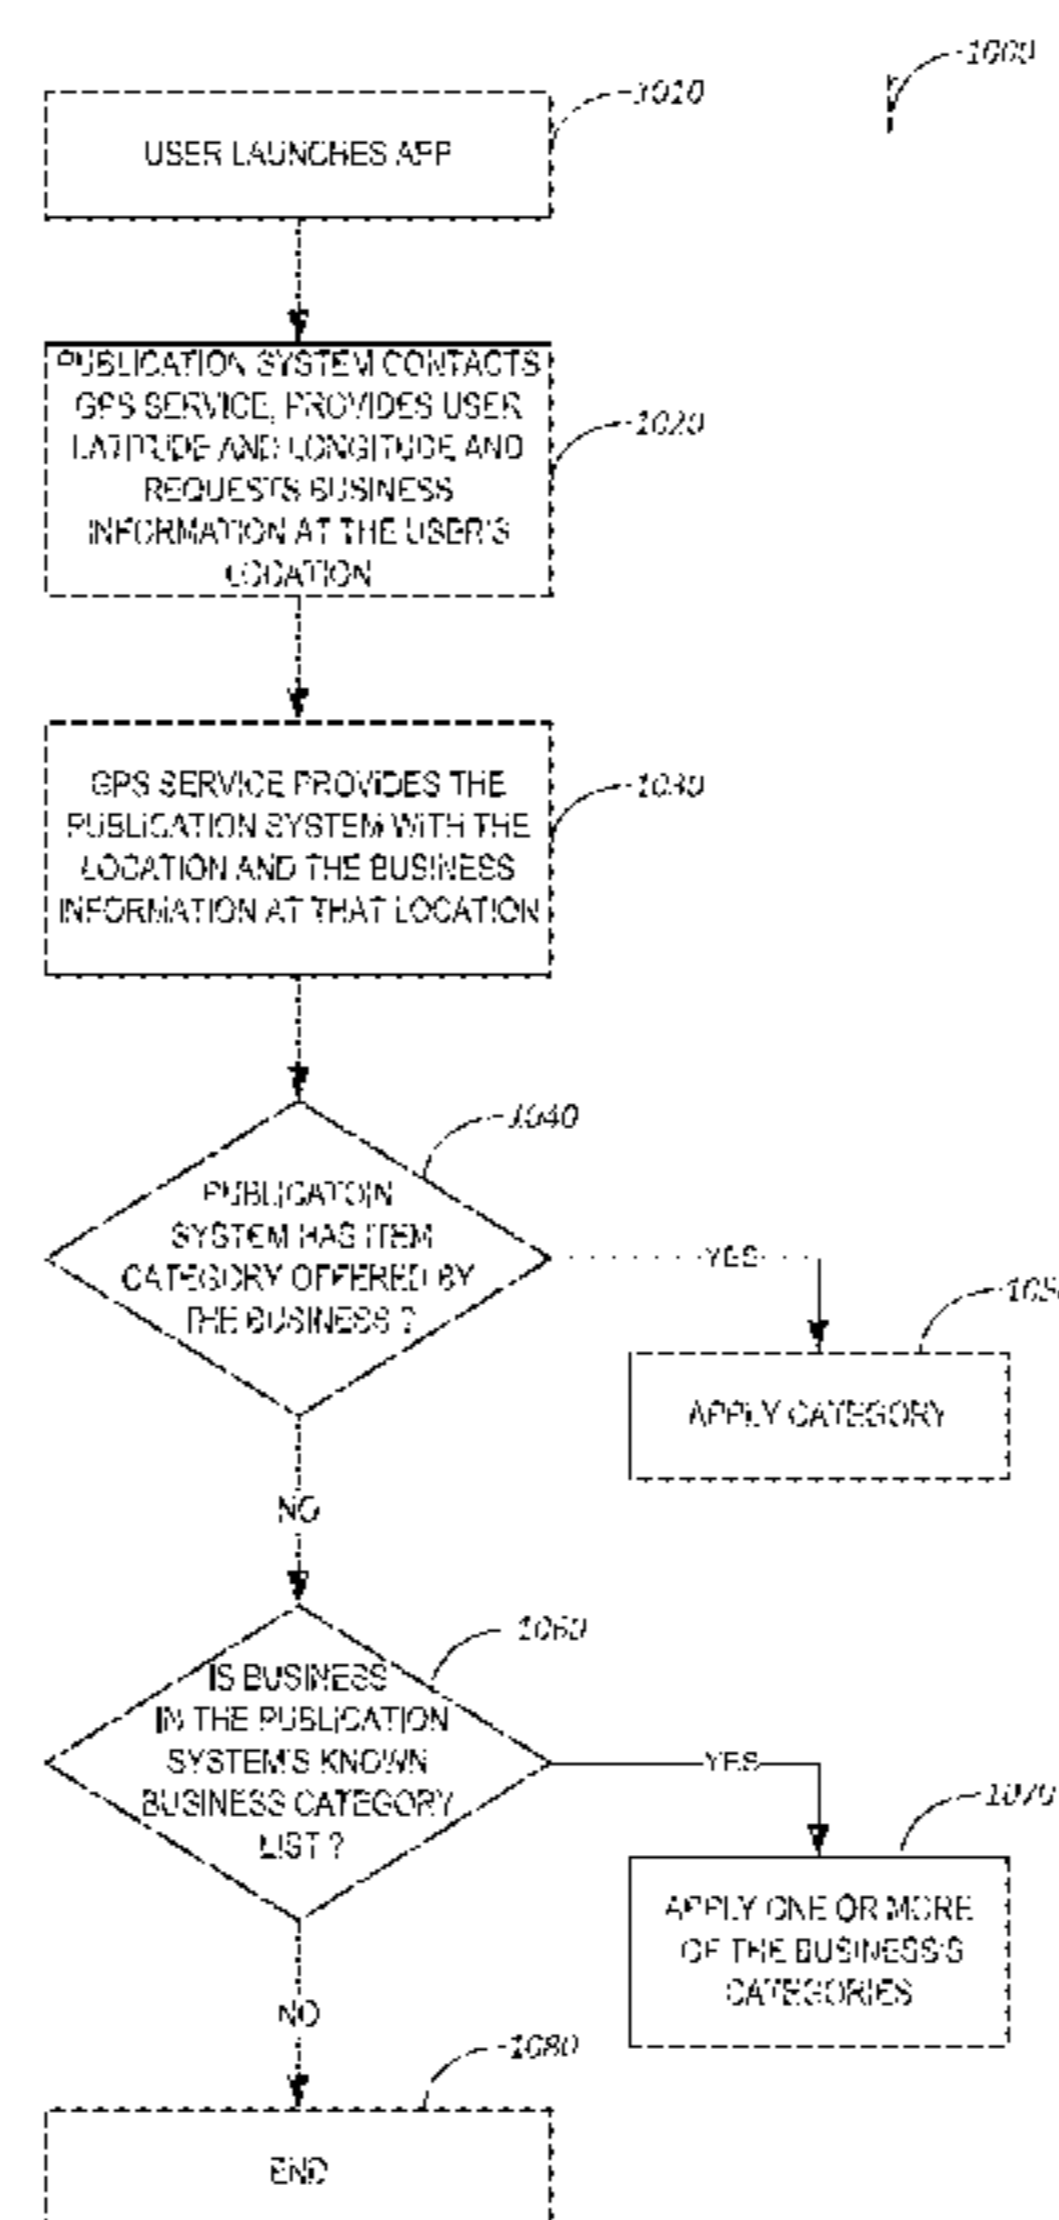 1000
1010
USER LAUNCHES APP
PUBLICATION SYSTEM CONTACTS
GPS SERVICE, PROVIDES USER
LATITUDE AND LONGITUDE AND
REQUESTS BUSINESS
INFORMATION AT THE USER'S
LOCATION
1020
GPS SERVICE PROVIDES THE
PUBLICATION SYSTEM WITH THE
LOCATION AND THE BUSINESS
INFORMATION AT THAT LOCATION
1030
1040
PUBLICATOIN
SYSTEM HAS ITEM
CATEGORY OFFERED BY
THE BUSINESS ?
YES
APPLY CATEGORY
NO
1060
IS BUSINESS
IN THE PUBLICATION
SYSTEM'S KNOWN
BUSINESS CATEGORY
LIST ?
YES
1070
APPLY ONE OR MORE
OF THE BUSINESS'S
CATEGORIES
NO
1080
END